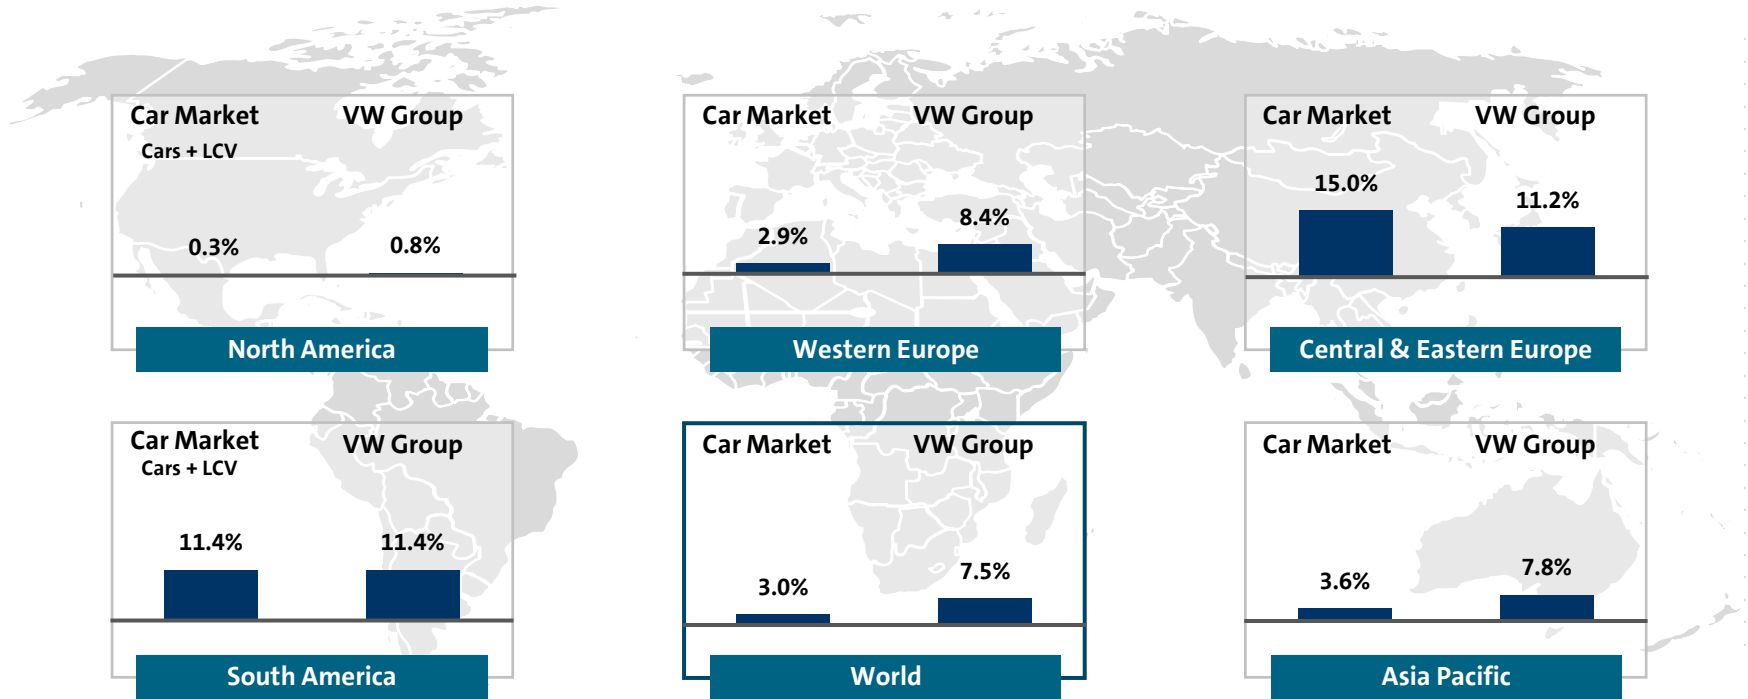 Car Market VW Group
Cars + LCV
0.3% 0.8%
North America
Car Market VW Group
2.9% 8.4%
Western Europe
Car Market VW Group
15.0% 11.2%
Central & Eastern Europe
Car Market VW Group
Cars + LCV
11.4% 11.4%
South America
Car Market VW Group
3.0% 7.5%
World
Car Market VW Group
3.6% 7.8%
Asia Pacific